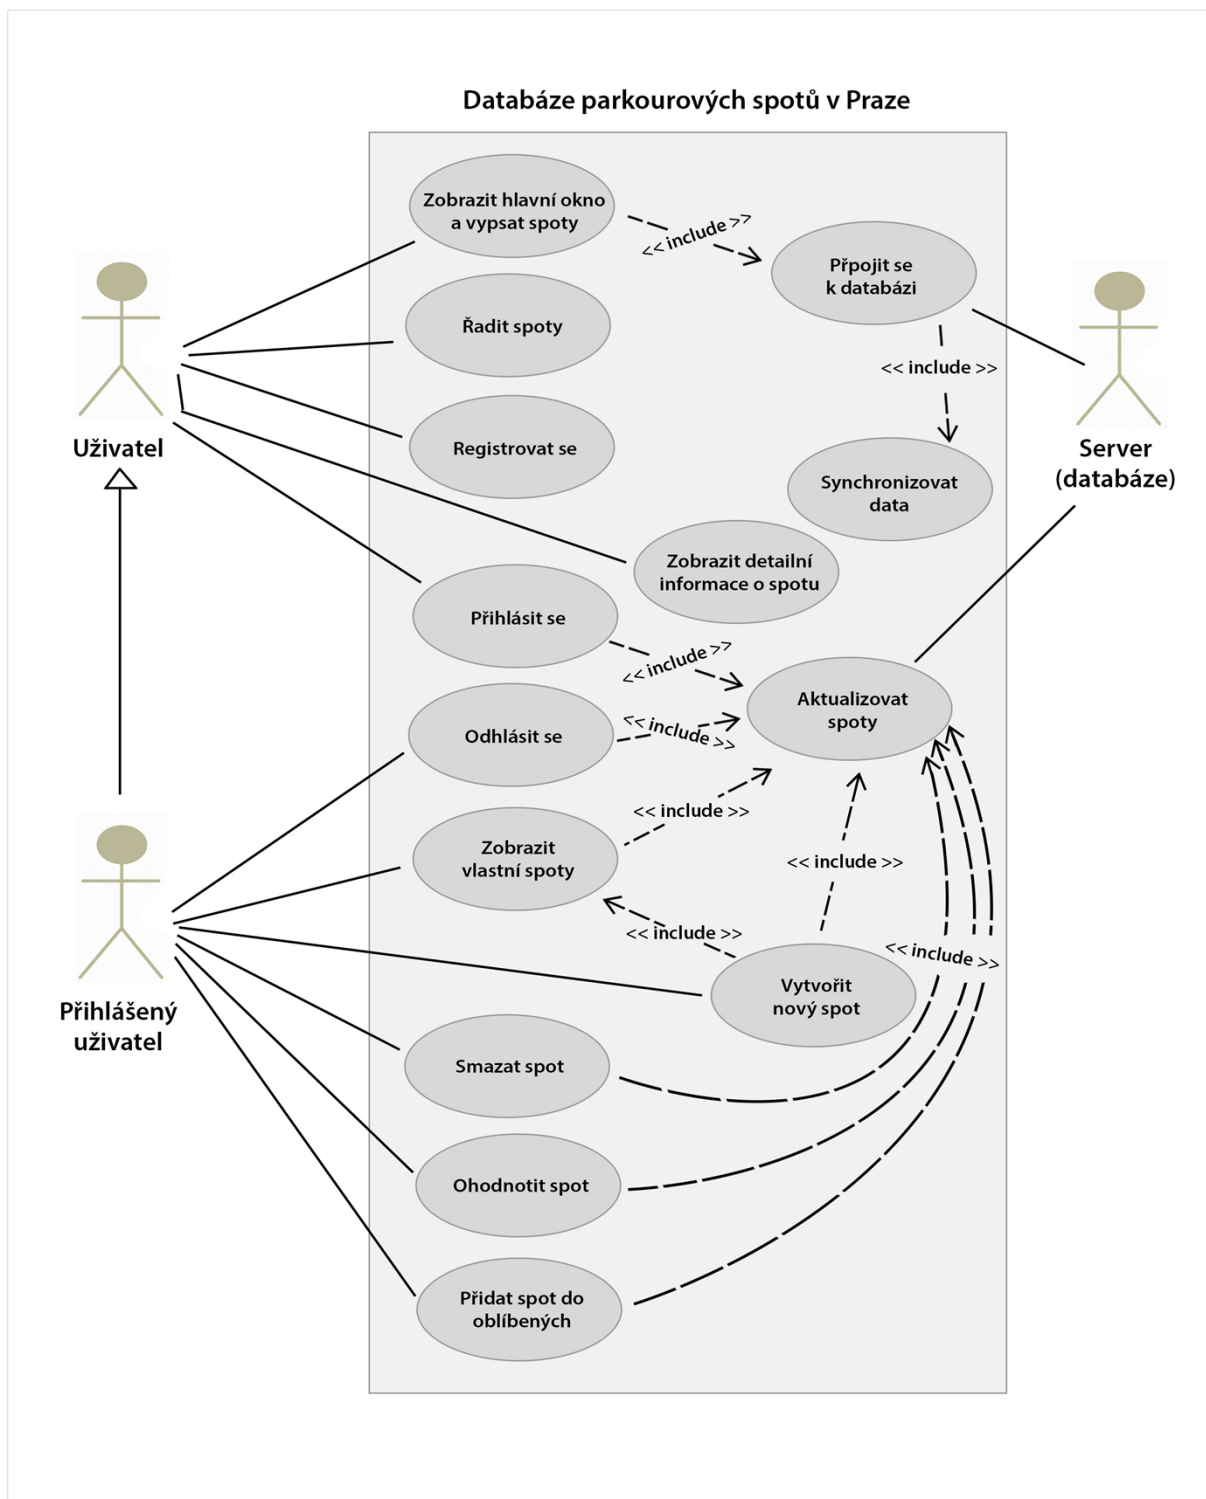 Databáze parkourových spotů v Praze
Zobrazit hlavní okno
a vypsat spoty
<< include >>
Přpojit se
k databázi
Řadit spoty
<< include >>
Uživatel
Registrovat se
Server
(databáze)
Synchronizovat
data
Zobrazit detailní
informace o spotu
Přihlásit se
<< include >>
Aktualizovat
spoty
Odhlásit se
<< include >>
<< include >>
Zobrazit
vlastní spoty
<< include >>
<< include >>
<< include >>
Vytvořit
nový spot
Přihlášený
uživatel
Smazat spot
Ohodnotit spot
Přidat spot do
oblíbených